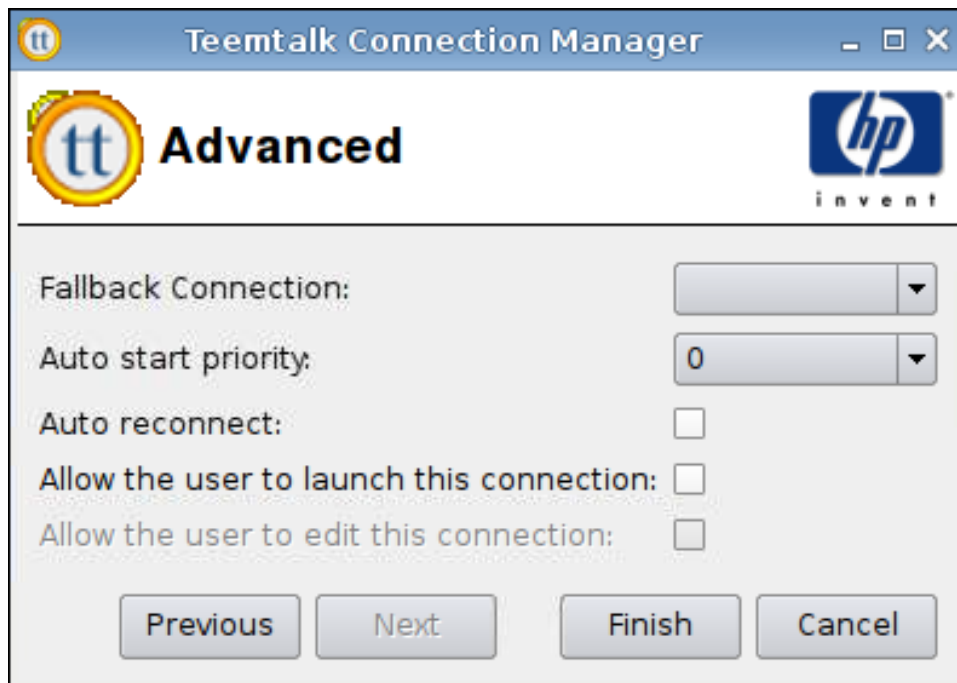 tt Teemtalk Connection Manager
tt Advanced
hp
invent
Fallback Connection:
Auto start priority: 0
Auto reconnect:
Allow the user to launch this connection:
Allow the user to edit this connection:
Previous Next Finish Cancel